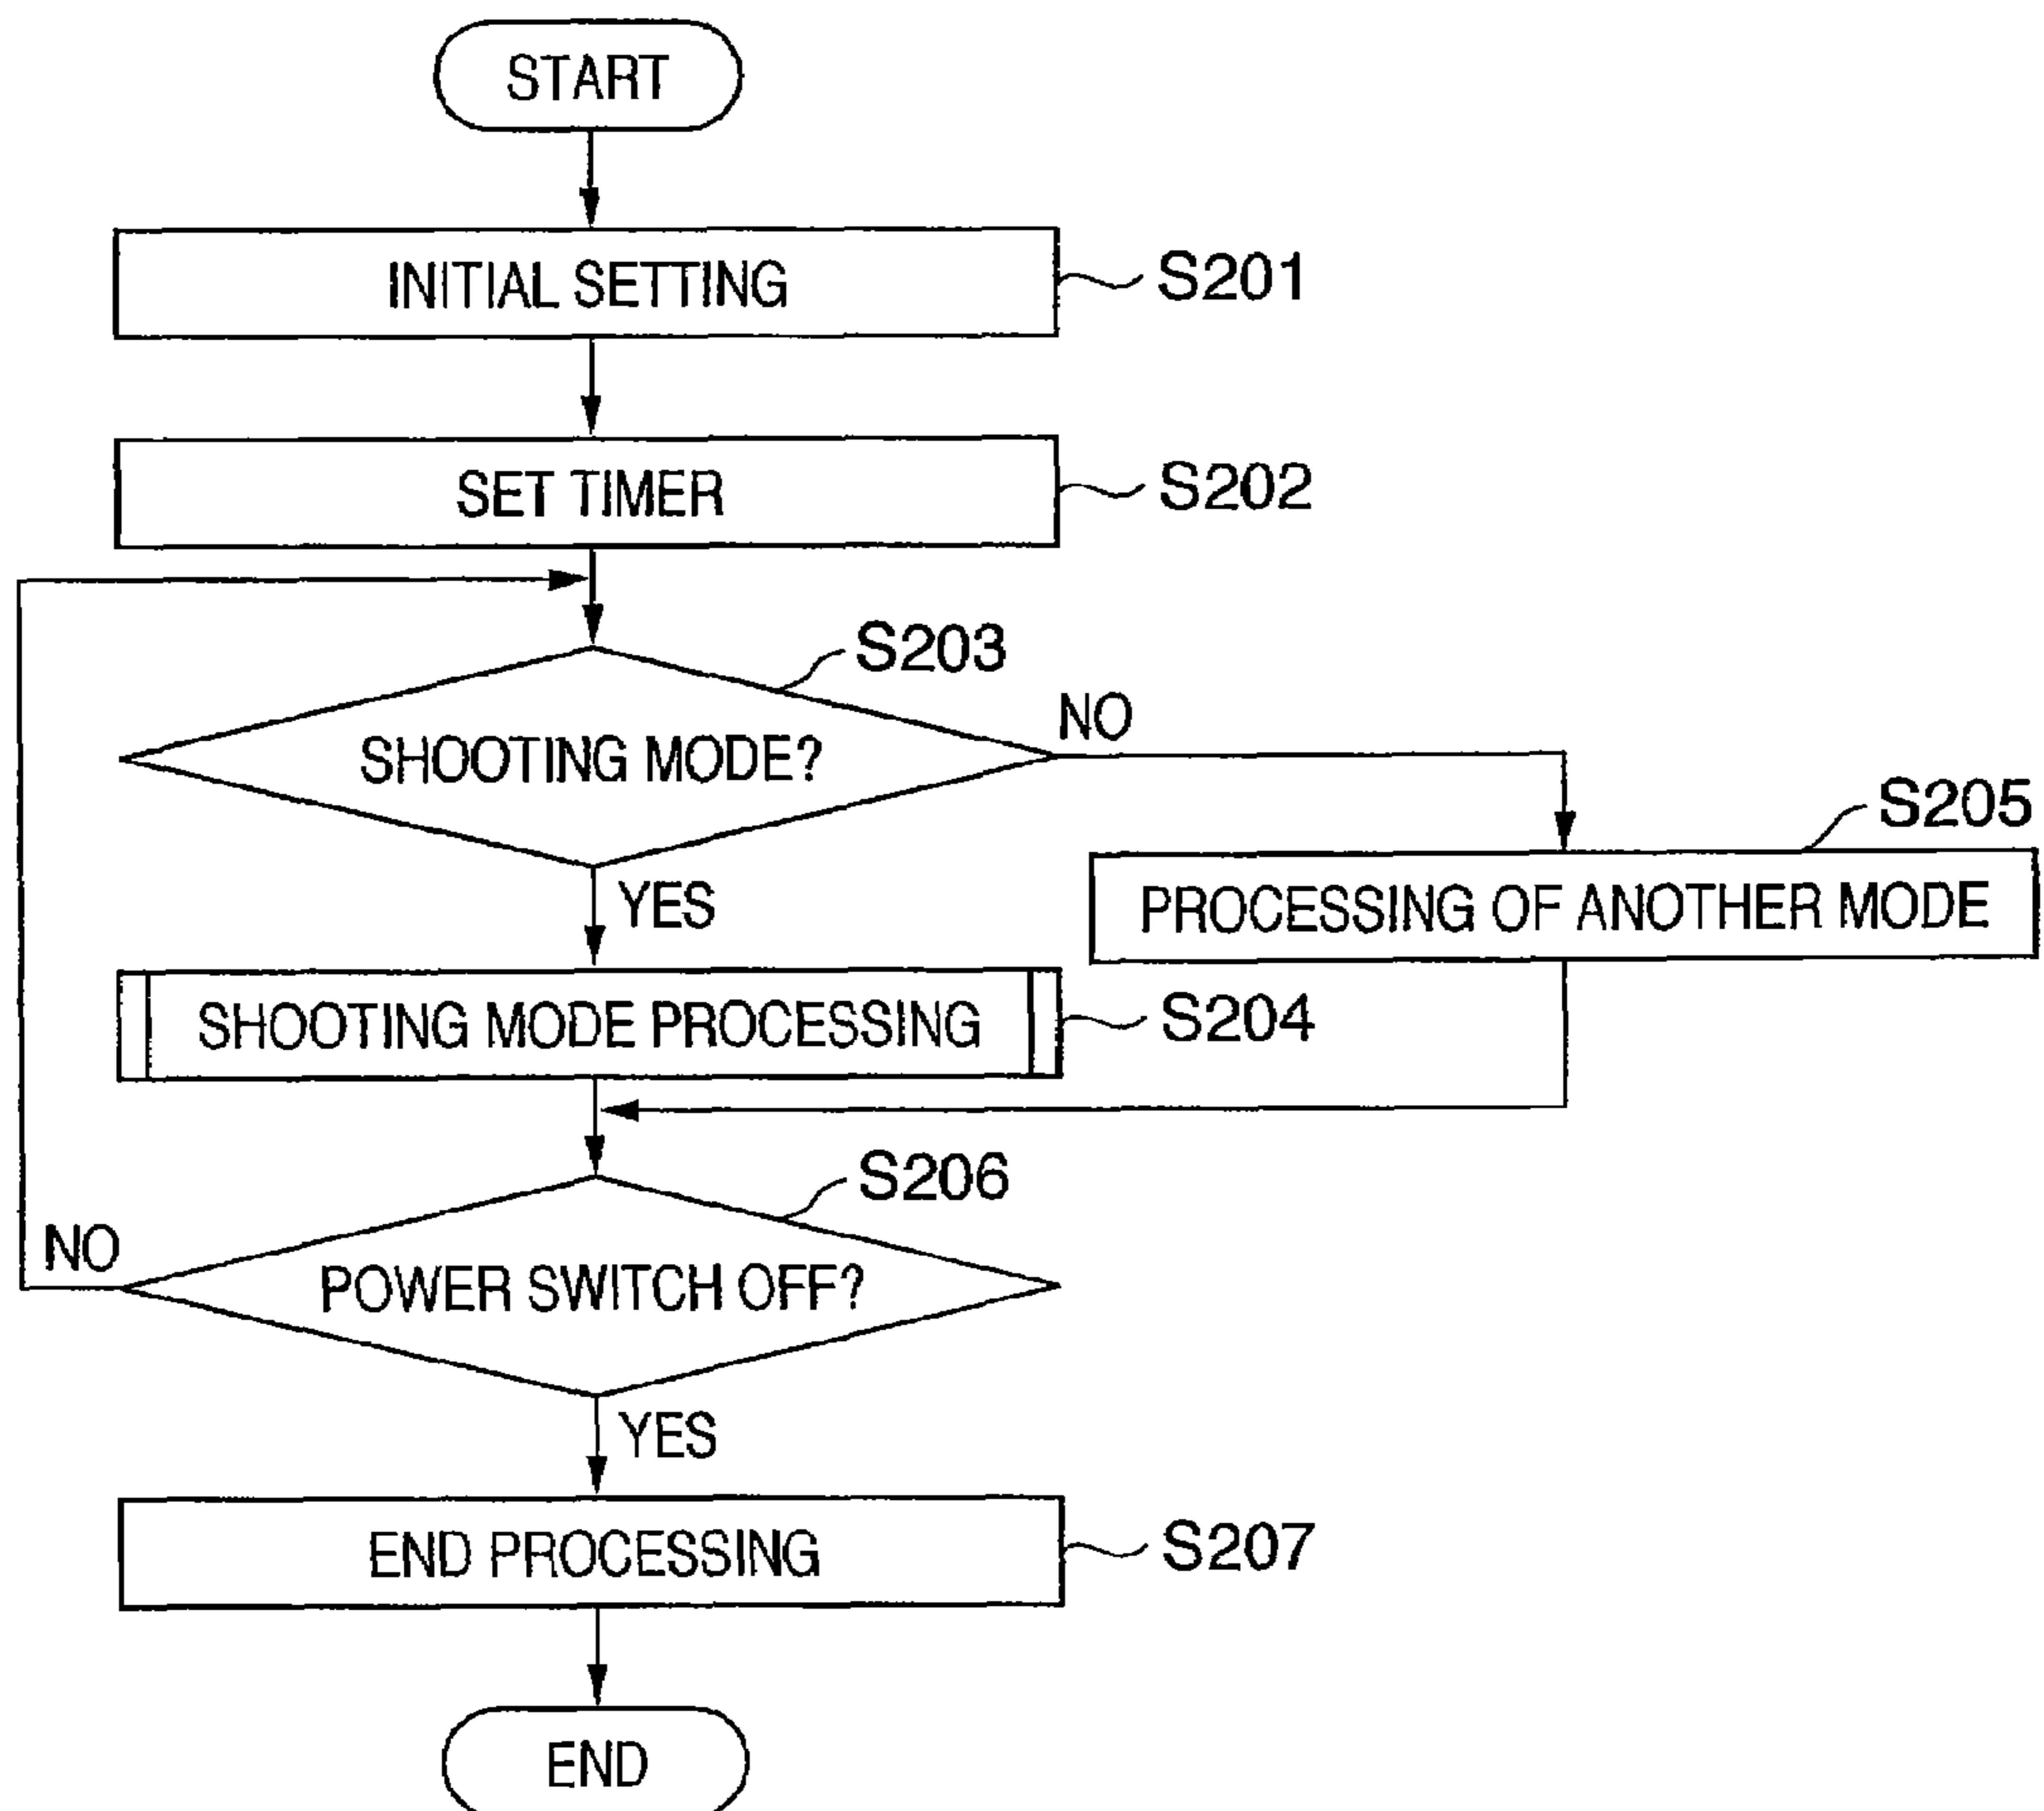 START
INITIAL SETTING
S201
SET TIMER
S202
S203
SHOOTING MODE?
NO
S205
YES
PROCESSING OF ANOTHER MODE
SHOOTING MODE PROCESSING
S204
S206
NO
POWER SWITCH OFF?
YES
END PROCESSING
S207
END